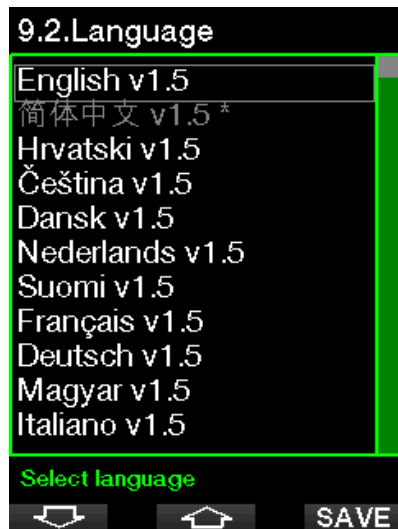 9.2.Language
English v1.5
简体中文 v1.5 *
Hrvatski v1.5
Čeština v1.5
Dansk v1.5
Nederlands v1.5
Suomi v1.5
Français v1.5
Deutsch v1.5
Magyar v1.5
Italiano v1.5
Select language
SAVE